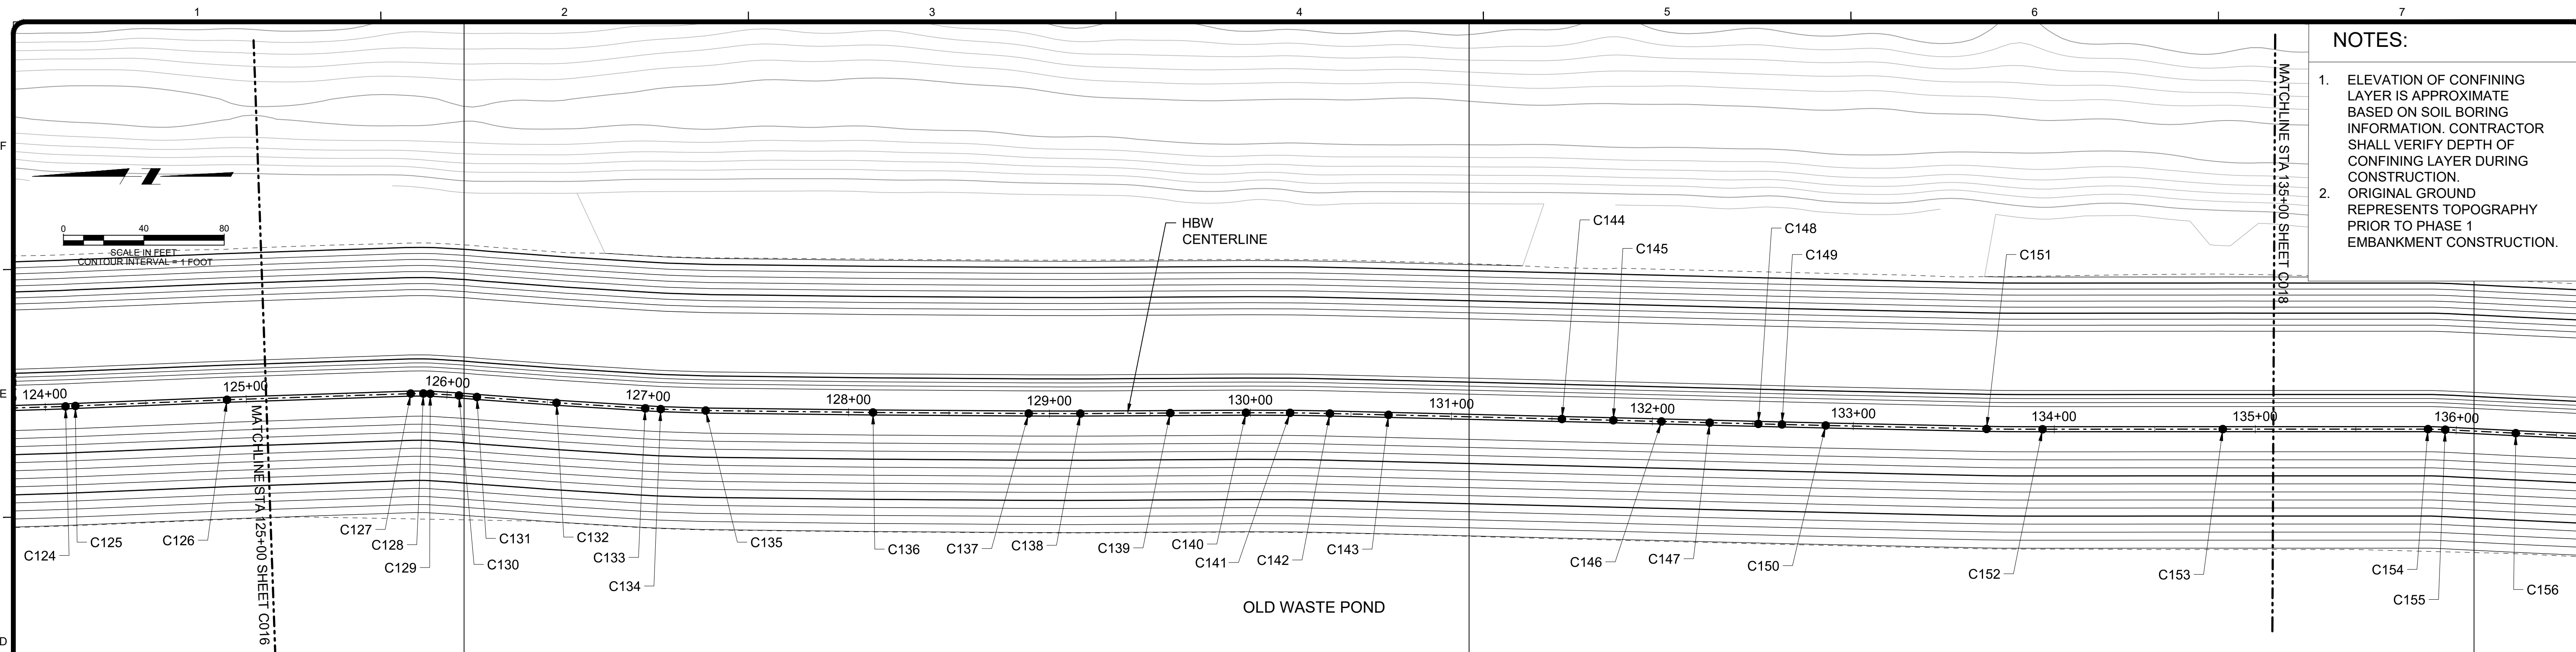 1
2
3
4
5
6
7
F
E
D
NOTES:
1. ELEVATION OF CONFINING
LAYER IS APPROXIMATE
BASED ON SOIL BORING
INFORMATION. CONTRACTOR
SHALL VERIFY DEPTH OF
CONFINING LAYER DURING
CONSTRUCTION.
2. ORIGINAL GROUND
REPRESENTS TOPOGRAPHY
PRIOR TO PHASE 1
EMBANKMENT CONSTRUCTION.
0
40
80
SCALE IN FEET
CONTOUR INTERVAL = 1 FOOT
HBW
CENTERLINE
C144
C145
C148
C149
C151
MATCHLINE STA 135+00 SHEET C018
124+00
125+00
126+00
127+00
128+00
129+00
130+00
131+00
132+00
133+00
134+00
135+00
136+00
MATCHLINE STA 125+00 SHEET C016
C124
C125
C126
C127
C128
C129
C130
C131
C132
C133
C134
C135
C136
C137
C138
C139
C140
C141
C142
C143
C146
C147
C150
C152
C153
C154
C155
C156
OLD WASTE POND